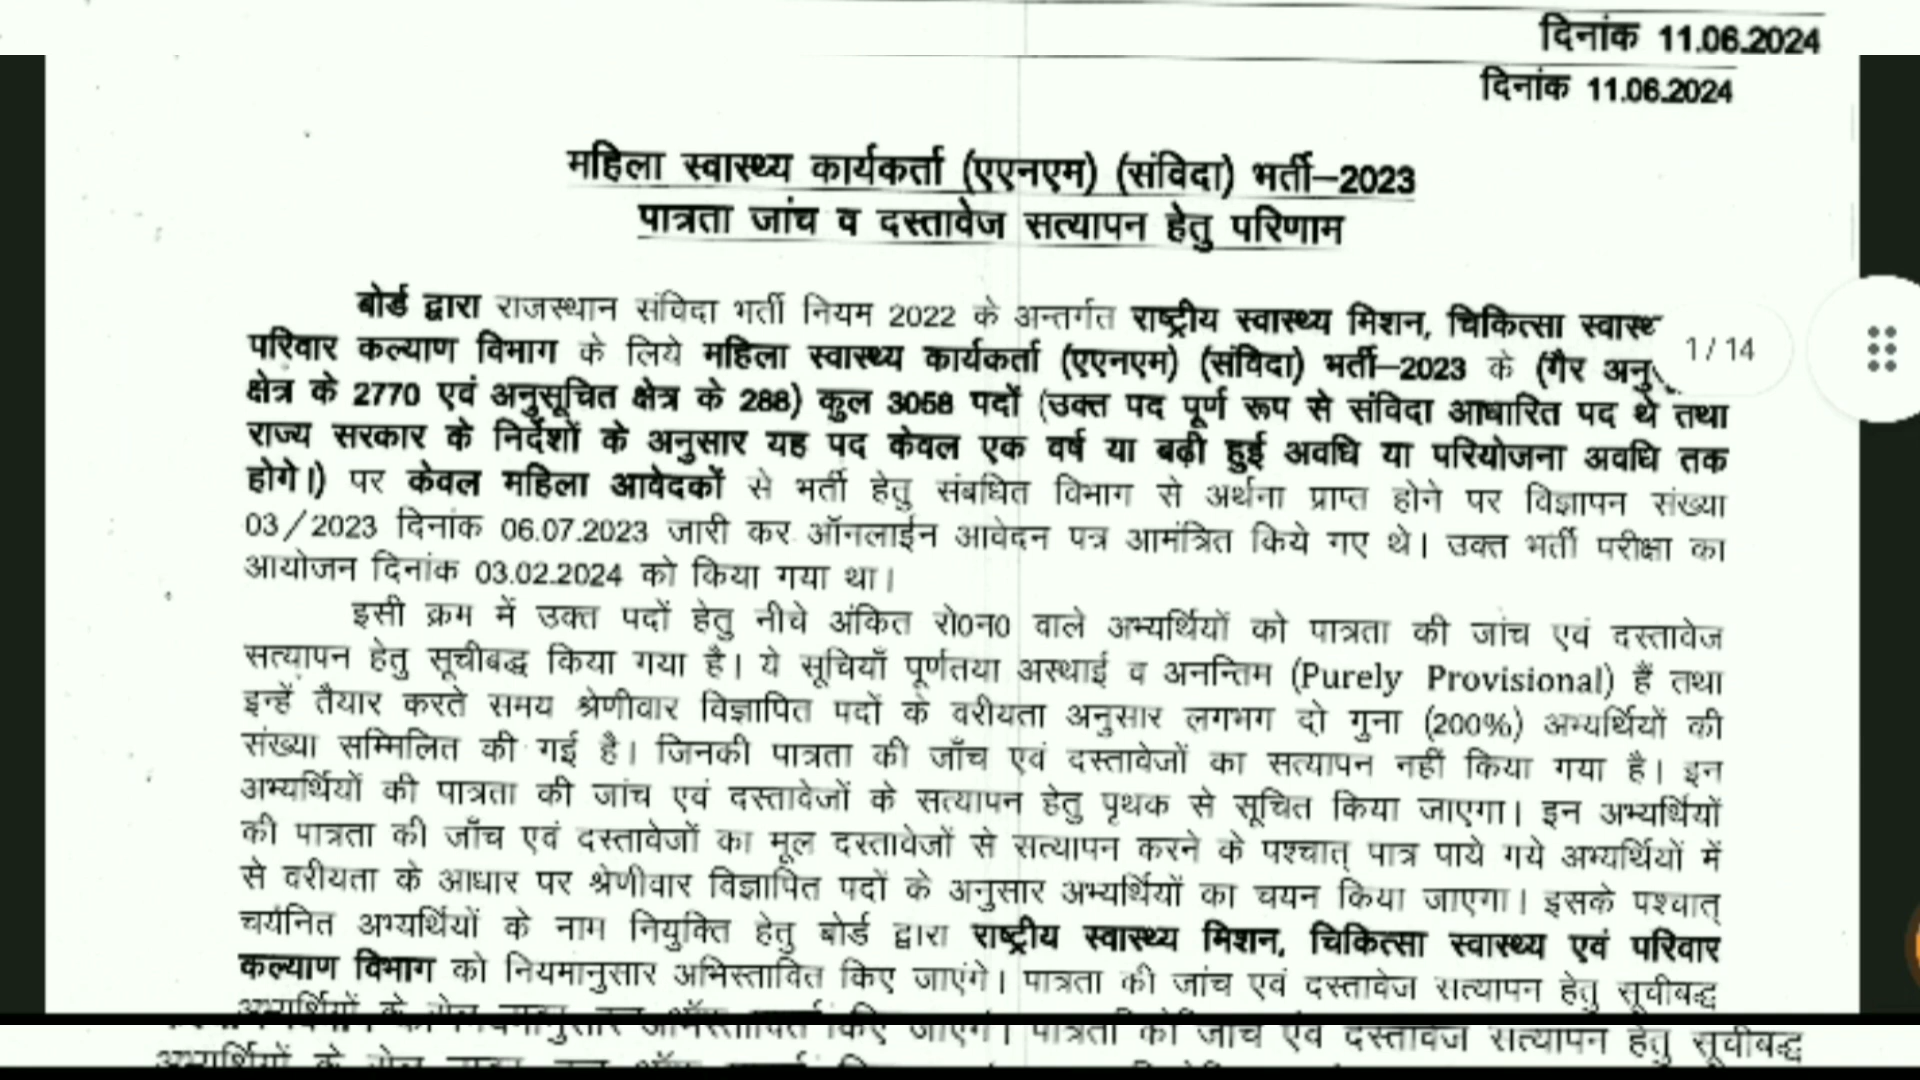 दिनांक 11.06.2024
दिनांक 11.06.2024
महिला स्वास्थ्य कार्यकर्ता (एएनएम) (संविदा) भर्ती–2023
पात्रता जांच व दस्तावेज सत्यापन हेतु परिणाम
बोर्ड द्वारा राजस्थान संविदा भर्ती नियम 2022 के अन्तर्गत राष्ट्रीय स्वास्थ्य मिशन, चिकित्सा
परिवार कल्याण विभाग के लिये महिला स्वास्थ्य कार्यकर्ता (एएनएम) (संविदा) भर्ती–2023 के (गैर
1/14
क्षेत्र के 2770 एवं अनुसूचित क्षेत्र के 288) कुल 3058 पदों (उक्त पद पूर्ण रूप से संविदा आधारित पद थे तथा
राज्य सरकार के निर्देशों के अनुसार यह पद केवल एक वर्ष या बढी हुई अवधि या परियोजना अवधि तक
होगे।) पर केवल महिला आवेदकों से भर्ती हेतु संबधित विभाग से अर्थना प्राप्त होने पर विज्ञापन संख्या
03/2023 दिनांक 06.07.2023 जारी कर ऑनलाईन आवेदन पत्र आमंत्रित किये गए थे। उक्त भर्ती परीक्षा का
आयोजन दिनांक 03.02.2024 को किया गया था।
इसी क्रम में उक्त पदों हेतु नीचे अंकित रो0न0 वाले अभ्यर्थियों को पात्रता की जांच एवं दस्तावेज
सत्यापन हेतु सूचीबद्ध किया गया है। ये सूचियाँ पूर्णतया अस्थाई व अनन्तिम (Purely Provisional) हैं तथा
इन्हें तैयार करते समय श्रेणीवार विज्ञापित पदों के वरीयता अनुसार लगभग दो गुना (200%) अभ्यर्थियों की
संख्या सम्मिलित की गई है। जिनकी पात्रता की जाँच एवं दस्तावेजों का सत्यापन नहीं किया गया है। इन
अभ्यर्थियों की पात्रता की जांच एवं दस्तावेजों के सत्यापन हेतु पृथक से सूचित किया जाएगा। इन अभ्यर्थियों
की पात्रता की जाँच एवं दस्तावेजों का मूल दस्तावेजों से सत्यापन करने के पश्चात् पात्र पाये गये अभ्यर्थियों में
से वरीयता के आधार पर श्रेणीवार विज्ञापित पदों के अनुसार अभ्यर्थियों का चयन किया जाएगा। इसके पश्चात्
चयनित अभ्यर्थियों के नाम नियुक्ति हेतु बोर्ड द्वारा राष्ट्रीय स्वास्थ्य मिशन, चिकित्सा स्वास्थ्य एवं परिवार
कल्याण विभाग को नियमानुसार अभिस्तावित किए जाएंगे। पात्रता की जांच एवं दस्तावेज सत्यापन हेतु सूचीबद्ध
जाएंगे। पात्रता की जांच एवं दस्तावेज सत्यापन हेतु सूचीबद्ध